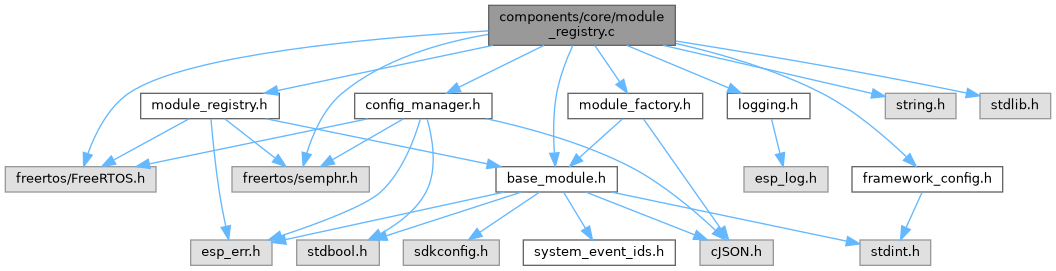 components/core/module
_registry.c
module_registry.h
config_manager.h
module_factory.h
logging.h
string.h
stdlib.h
freertos/FreeRTOS.h
freertos/semphr.h
base_module.h
esp_log.h
framework_config.h
esp_err.h
stdbool.h
sdkconfig.h
system_event_ids.h
cJSON.h
stdint.h